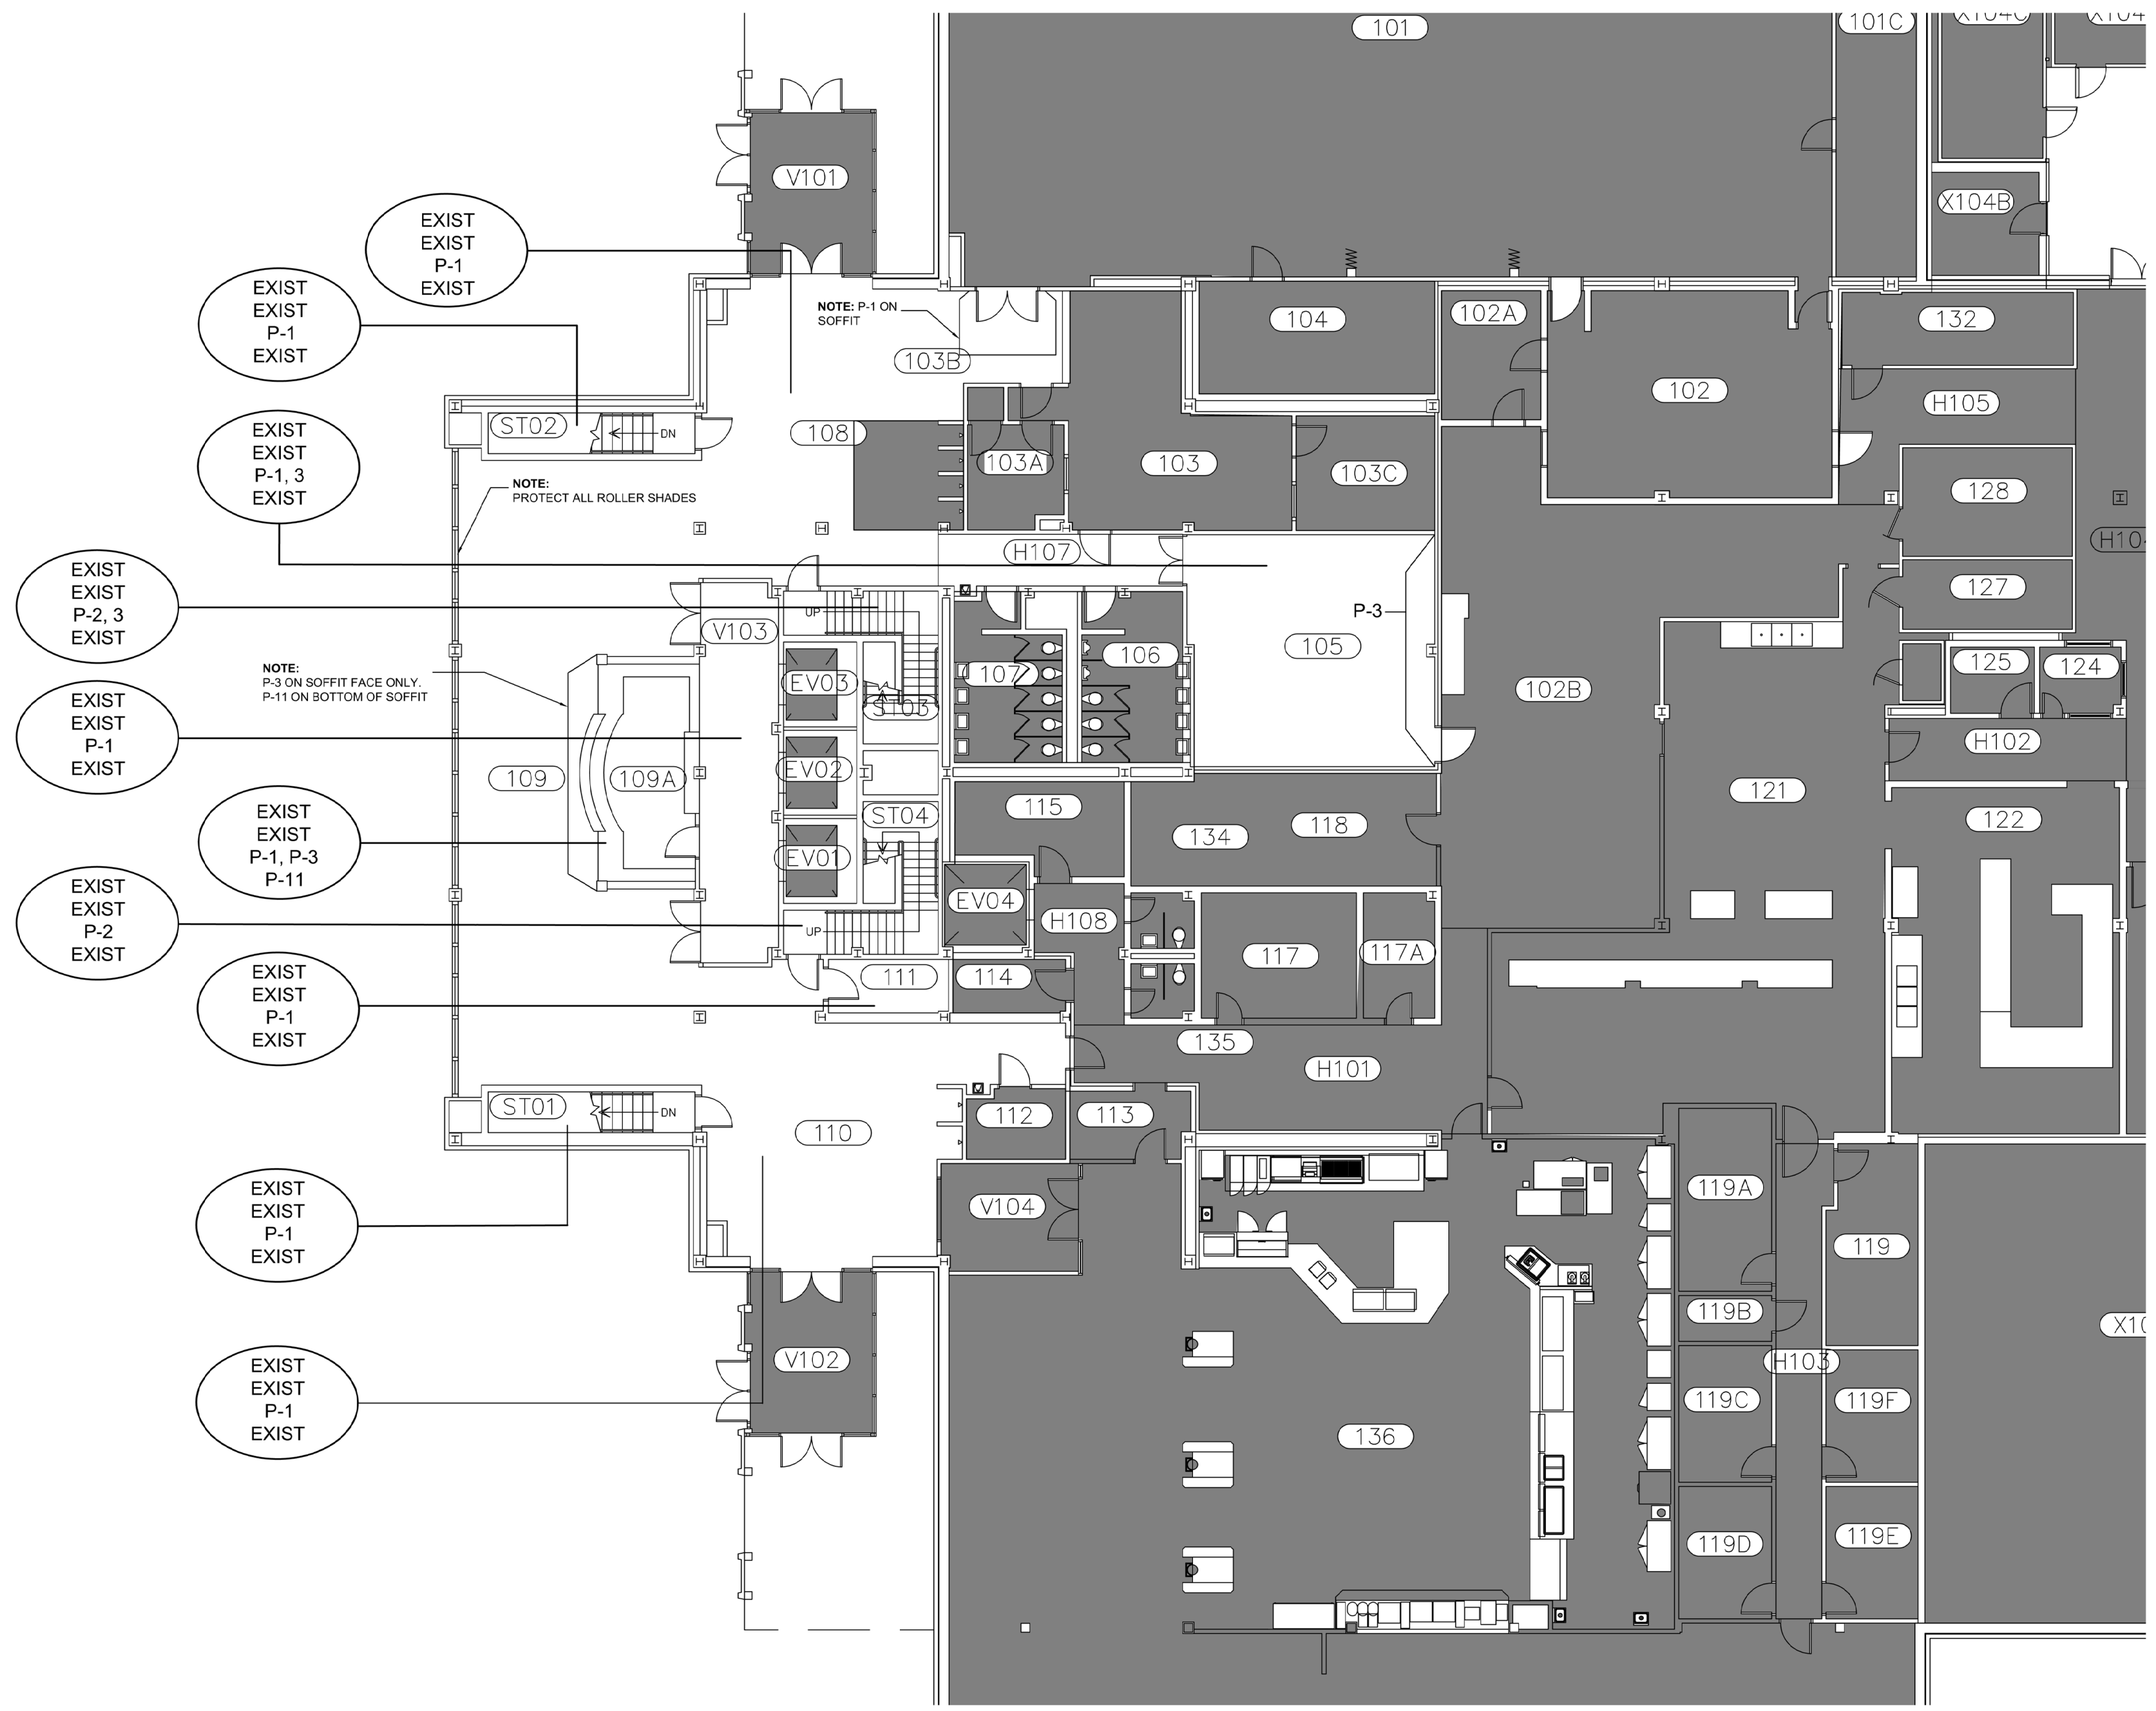 101
101C
V101
X104B
EXIST
EXIST
P-1
EXIST
EXIST
EXIST
P-1
EXIST
NOTE: P-1 ON
SOFFIT
103B
104
102A
132
102
H105
EXIST
EXIST
P-1, 3
EXIST
ST02
DN
108
103A
103
103C
128
NOTE:
PROTECT ALL ROLLER SHADES
H107
127
EXIST
EXIST
P-2, 3
EXIST
UP
V103
P-3
105
106
107
125
124
NOTE:
P-3 ON SOFFIT FACE ONLY.
P-11 ON BOTTOM OF SOFFIT
EV03
ST03
102B
H102
EXIST
EXIST
P-1
EXIST
109
109A
EV02
121
115
134
118
122
EXIST
EXIST
P-1, P-3
P-11
ST04
EV01
EV04
H108
EXIST
EXIST
P-2
EXIST
UP
117
117A
111
114
EXIST
EXIST
P-1
EXIST
135
H101
ST01
DN
110
112
113
EXIST
EXIST
P-1
EXIST
V104
119A
119
119B
V102
H103
EXIST
EXIST
P-1
EXIST
119C
119F
136
119D
119E